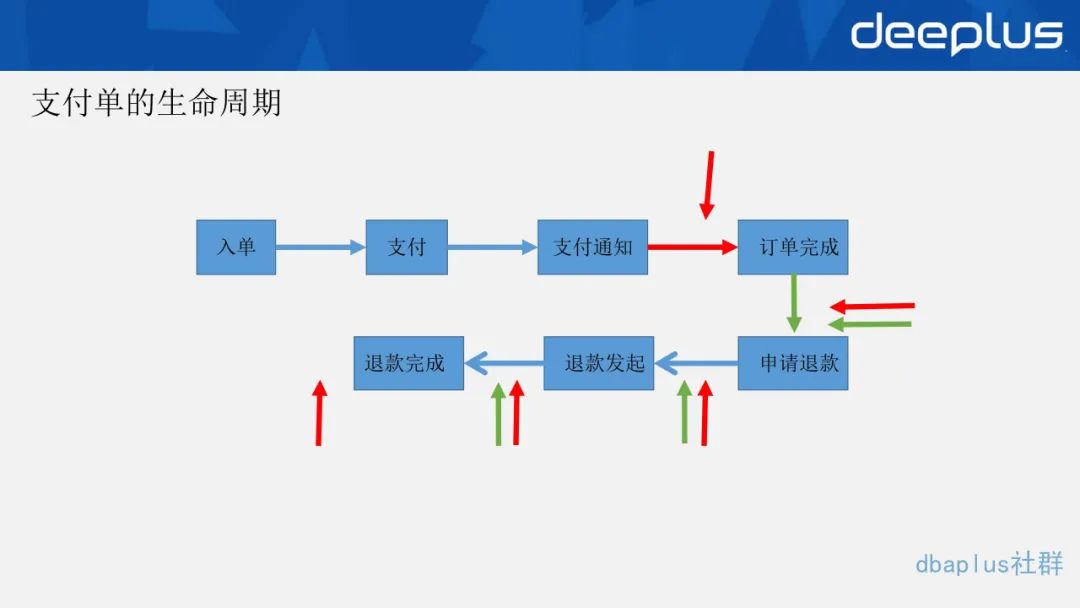 deeplus
支付单的生命周期
入单
支付
支付通知
订单完成
退款完成
退款发起
申请退款
dbaplus社群